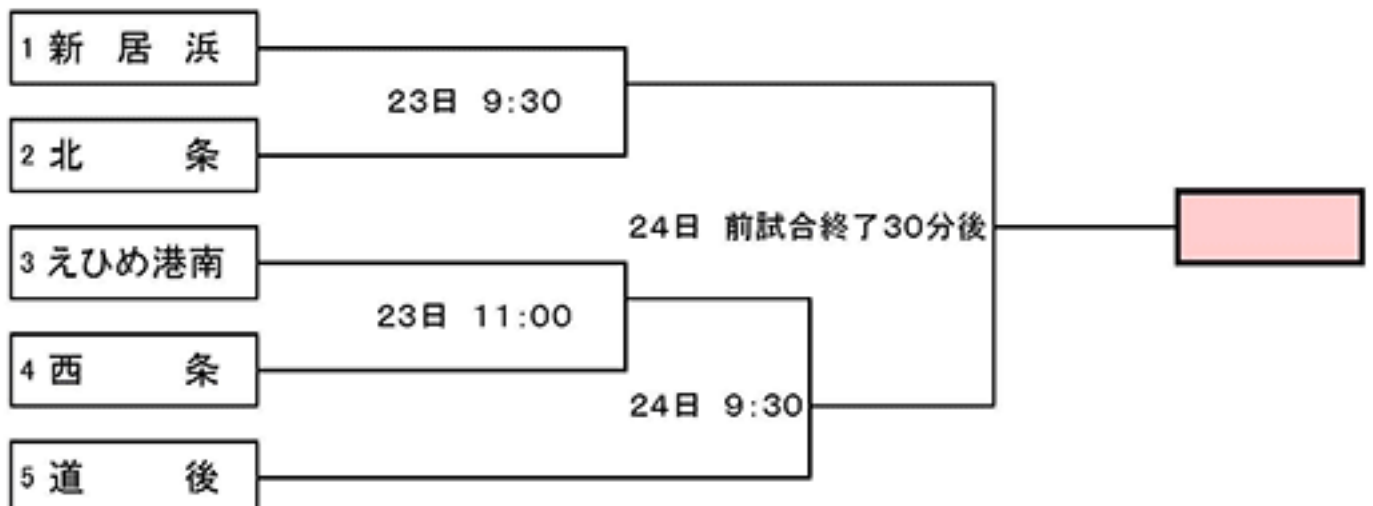 1 新居浜
23日 9:30
2 北条
24日 前試合終了30分後
3 えひめ港南
23日 11:00
4 西条
24日 9:30
5 道後